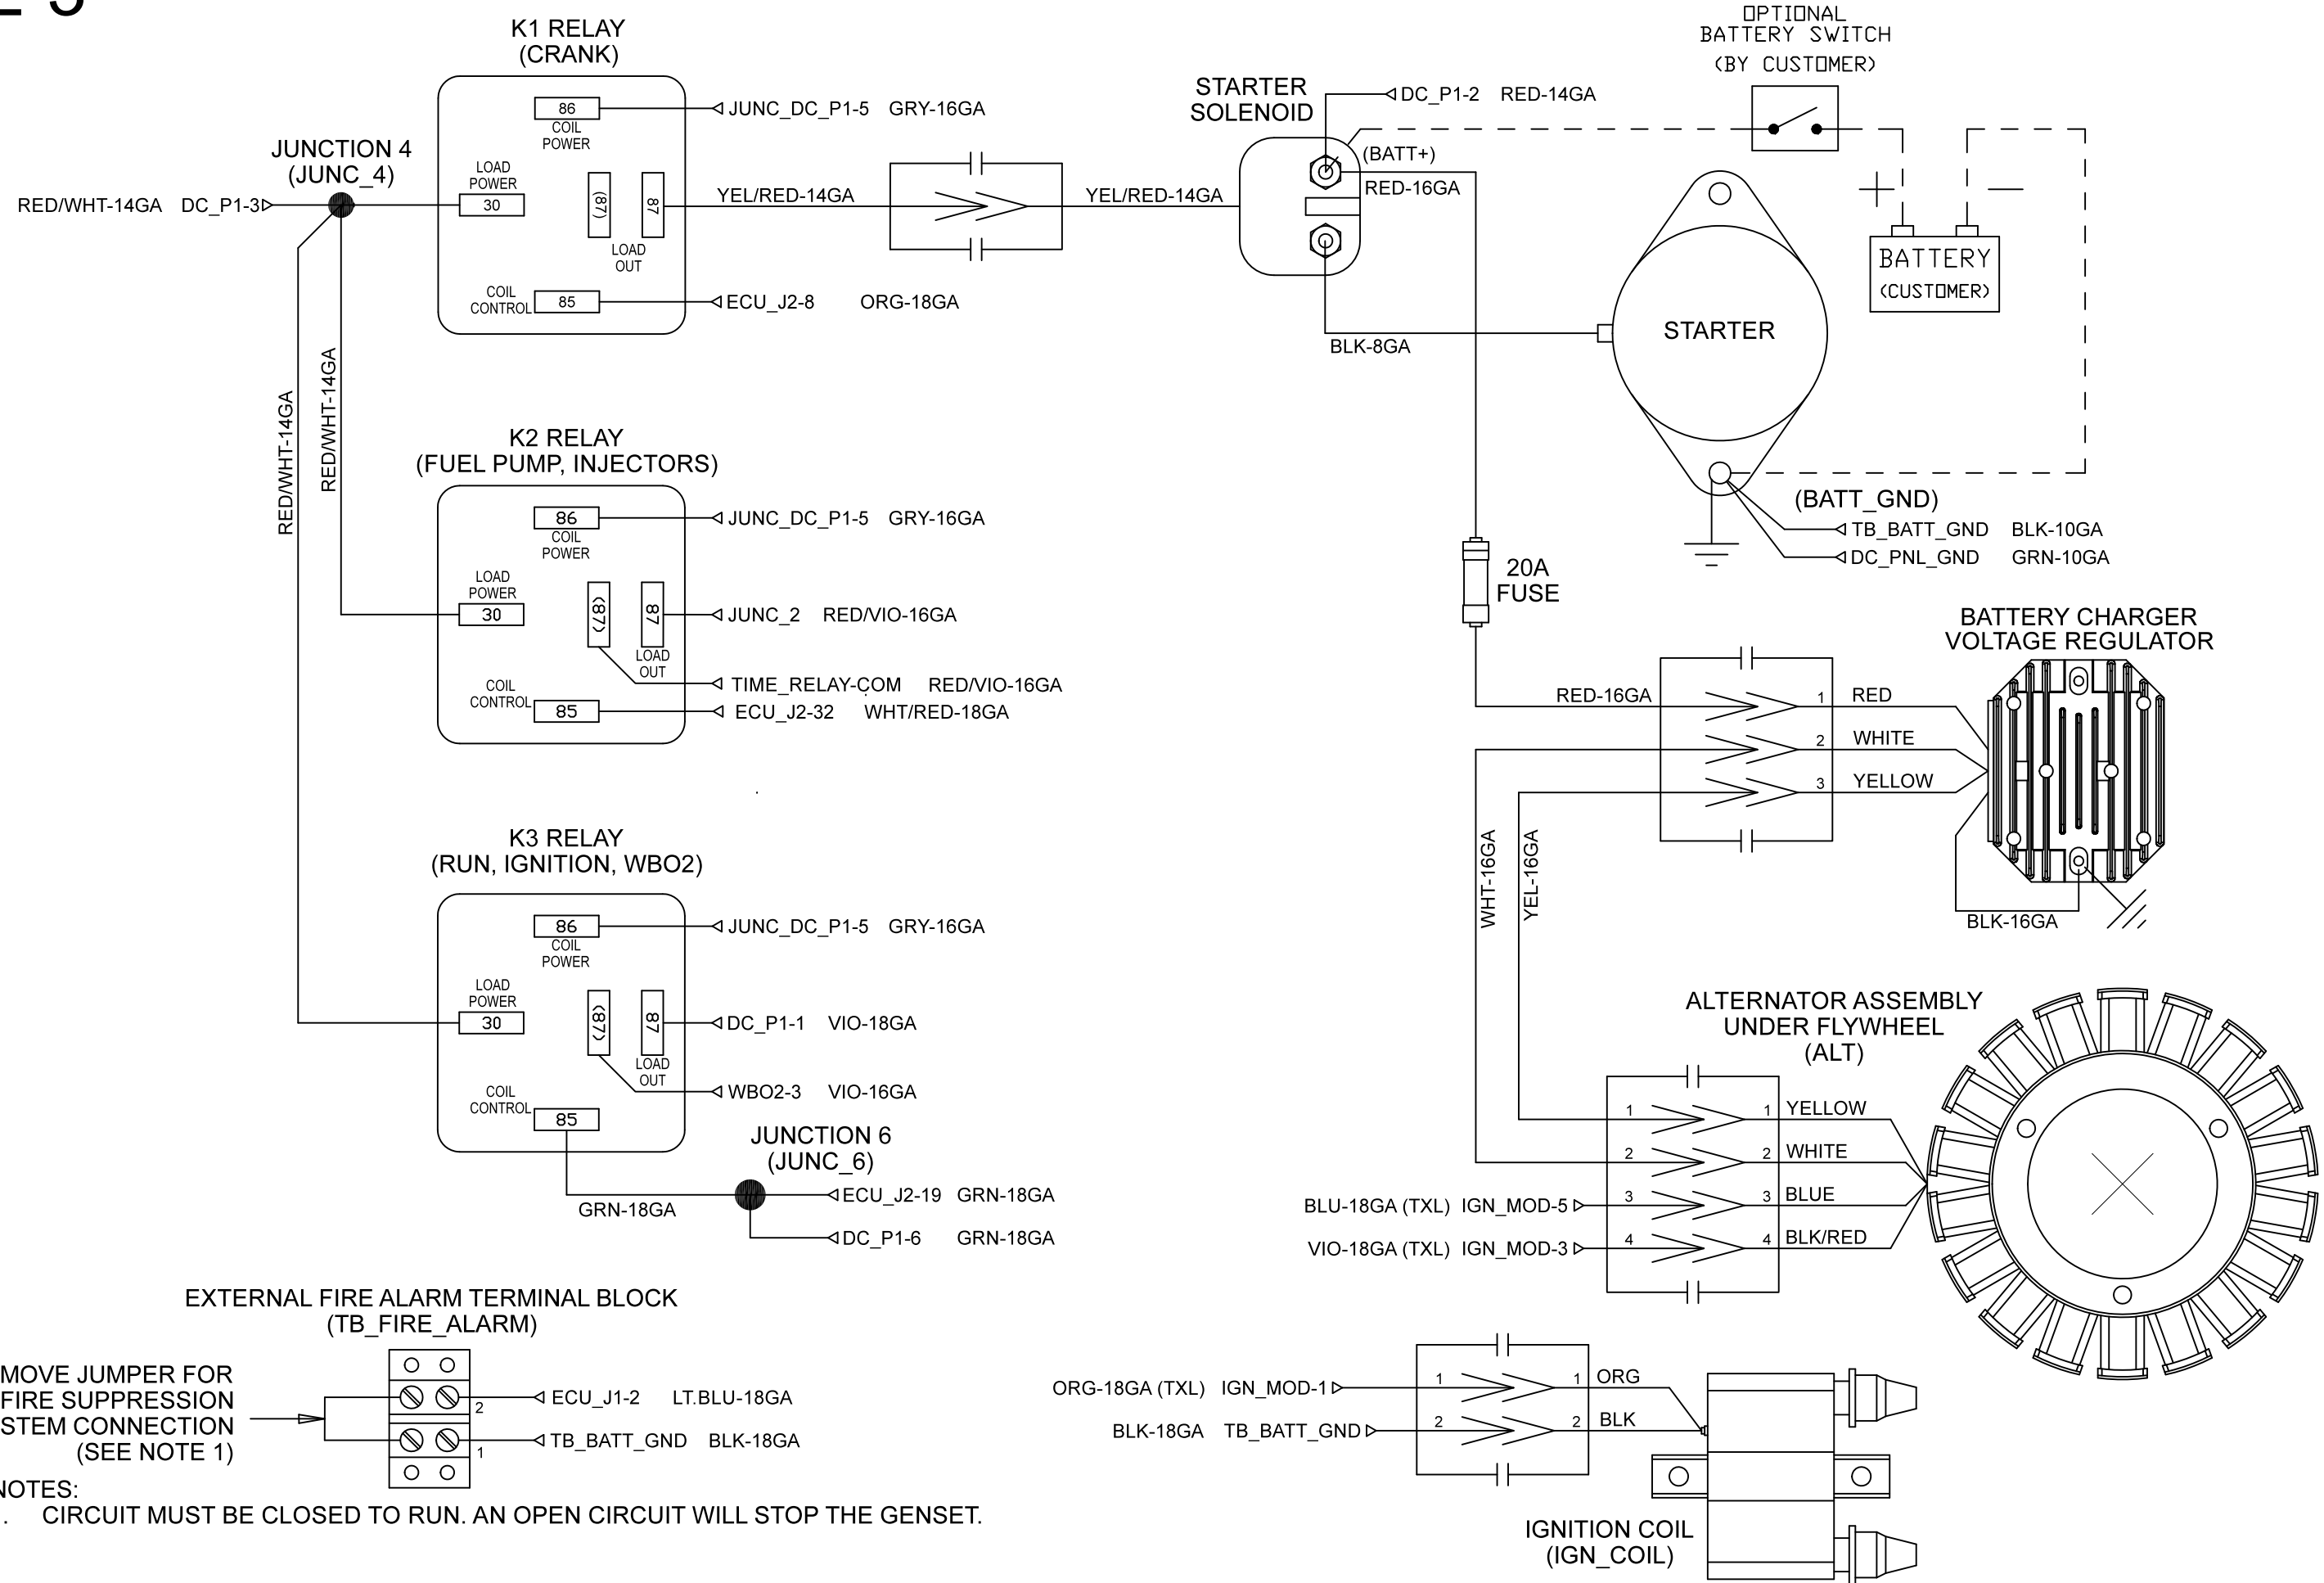 K1 RELAY
(CRANK)
86
COIL
POWER
JUNC_DC_P1-5 GRY-16GA
JUNCTION 4
(JUNC_4)
RED/WHT-14GA DC_P1-3
LOAD
POWER
30
(87)
87
LOAD
OUT
YEL/RED-14GA
YEL/RED-14GA
COIL
CONTROL
85
ECU_J2-8 ORG-18GA
RED/WHT-14GA
RED/WHT-14GA
STARTER
SOLENOID
DC_P1-2 RED-14GA
(BATT+)
RED-16GA
BLK-8GA
OPTIONAL
BATTERY SWITCH
(BY CUSTOMER)
BATTERY
(CUSTOMER)
+
—
STARTER
(BATT_GND)
TB_BATT_GND BLK-10GA
DC_PNL_GND GRN-10GA
20A
FUSE
K2 RELAY
(FUEL PUMP, INJECTORS)
86
COIL
POWER
JUNC_DC_P1-5 GRY-16GA
LOAD
POWER
30
(87)
87
LOAD
OUT
JUNC_2 RED/VIO-16GA
TIME_RELAY-COM RED/VIO-16GA
COIL
CONTROL
85
ECU_J2-32 WHT/RED-18GA
BATTERY CHARGER
VOLTAGE REGULATOR
RED-16GA
1 RED
2 WHITE
3 YELLOW
BLK-16GA
WHT-16GA
YEL-16GA
K3 RELAY
(RUN, IGNITION, WBO2)
86
COIL
POWER
JUNC_DC_P1-5 GRY-16GA
LOAD
POWER
30
(87)
87
LOAD
OUT
DC_P1-1 VIO-18GA
WBO2-3 VIO-16GA
COIL
CONTROL
85
GRN-18GA
JUNCTION 6
(JUNC_6)
ECU_J2-19 GRN-18GA
DC_P1-6 GRN-18GA
ALTERNATOR ASSEMBLY
UNDER FLYWHEEL
(ALT)
1 1 YELLOW
2 2 WHITE
BLU-18GA (TXL) IGN_MOD-5 3 3 BLUE
VIO-18GA (TXL) IGN_MOD-3 4 4 BLK/RED
EXTERNAL FIRE ALARM TERMINAL BLOCK
(TB_FIRE_ALARM)
MOVE JUMPER FOR
FIRE SUPPRESSION
STEM CONNECTION
(SEE NOTE 1)
2 ECU_J1-2 LT.BLU-18GA
1 TB_BATT_GND BLK-18GA
NOTES:
. CIRCUIT MUST BE CLOSED TO RUN. AN OPEN CIRCUIT WILL STOP THE GENSET.
ORG-18GA (TXL) IGN_MOD-1 1 1 ORG
BLK-18GA TB_BATT_GND 2 2 BLK
IGNITION COIL
(IGN_COIL)